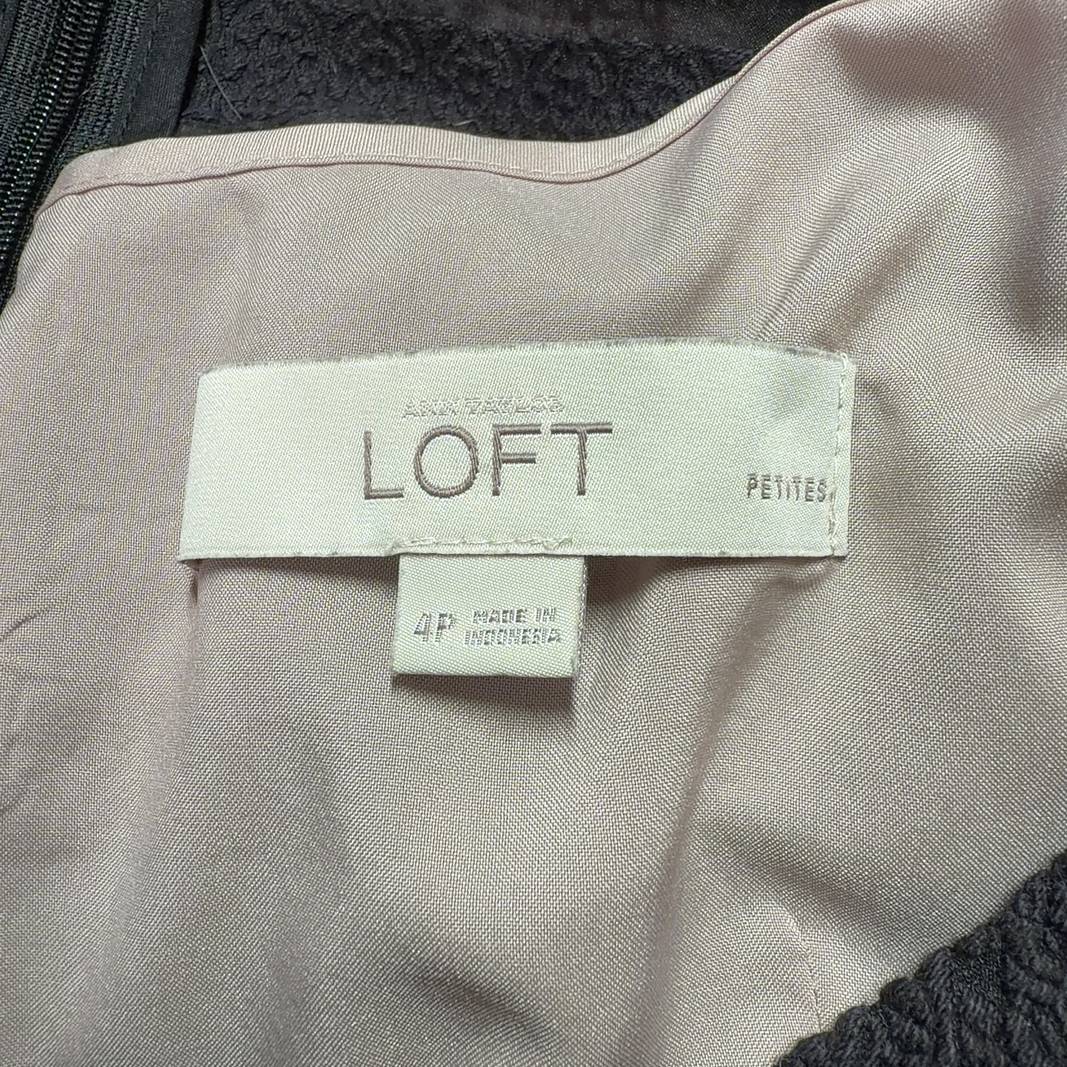 ANN TAYLOR
LOFT
PETITES
4P MADE IN
INDONESIA